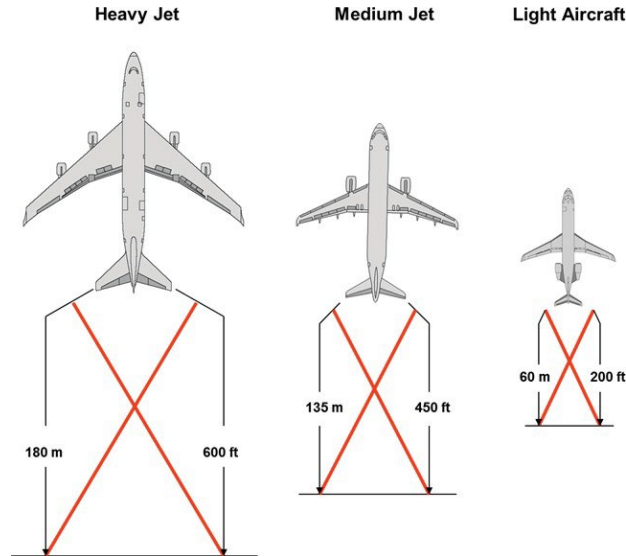 Heavy Jet
Medium Jet
Light Aircraft
60 m
200 ft
135 m
450 ft
180 m
600 ft